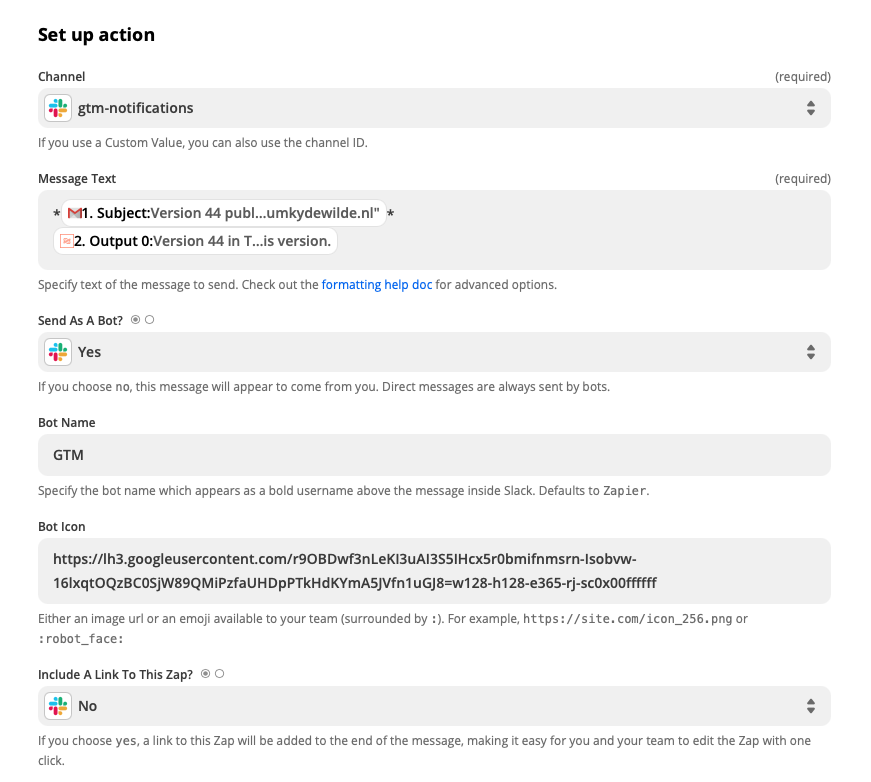 Set up action
Channel (required)
gtm-notifications
If you use a Custom Value, you can also use the channel ID.
Message Text (required)
* 1. Subject:Version 44 publ...umkydewilde.nl" *
2. Output 0:Version 44 in T...is version.
Specify text of the message to send. Check out the formatting help doc for advanced options.
Send As A Bot?
Yes
If you choose no, this message will appear to come from you. Direct messages are always sent by bots.
Bot Name
GTM
Specify the bot name which appears as a bold username above the message inside Slack. Defaults to Zapier.
Bot Icon
https://lh3.googleusercontent.com/r9OBDwf3nLeKI3uAI3S5IHcx5r0bmifnmsrn-Isobvw-
16lxqtOQzBC0SjW89QMiPzfaUHDpPTkHdKYmA5JVfn1uGJ8=w128-h128-e365-rj-sc0x00ffffff
Either an image url or an emoji available to your team (surrounded by :). For example, https://site.com/icon_256.png or
:robot_face:
Include A Link To This Zap?
No
If you choose yes, a link to this Zap will be added to the end of the message, making it easy for you and your team to edit the Zap with one
click.